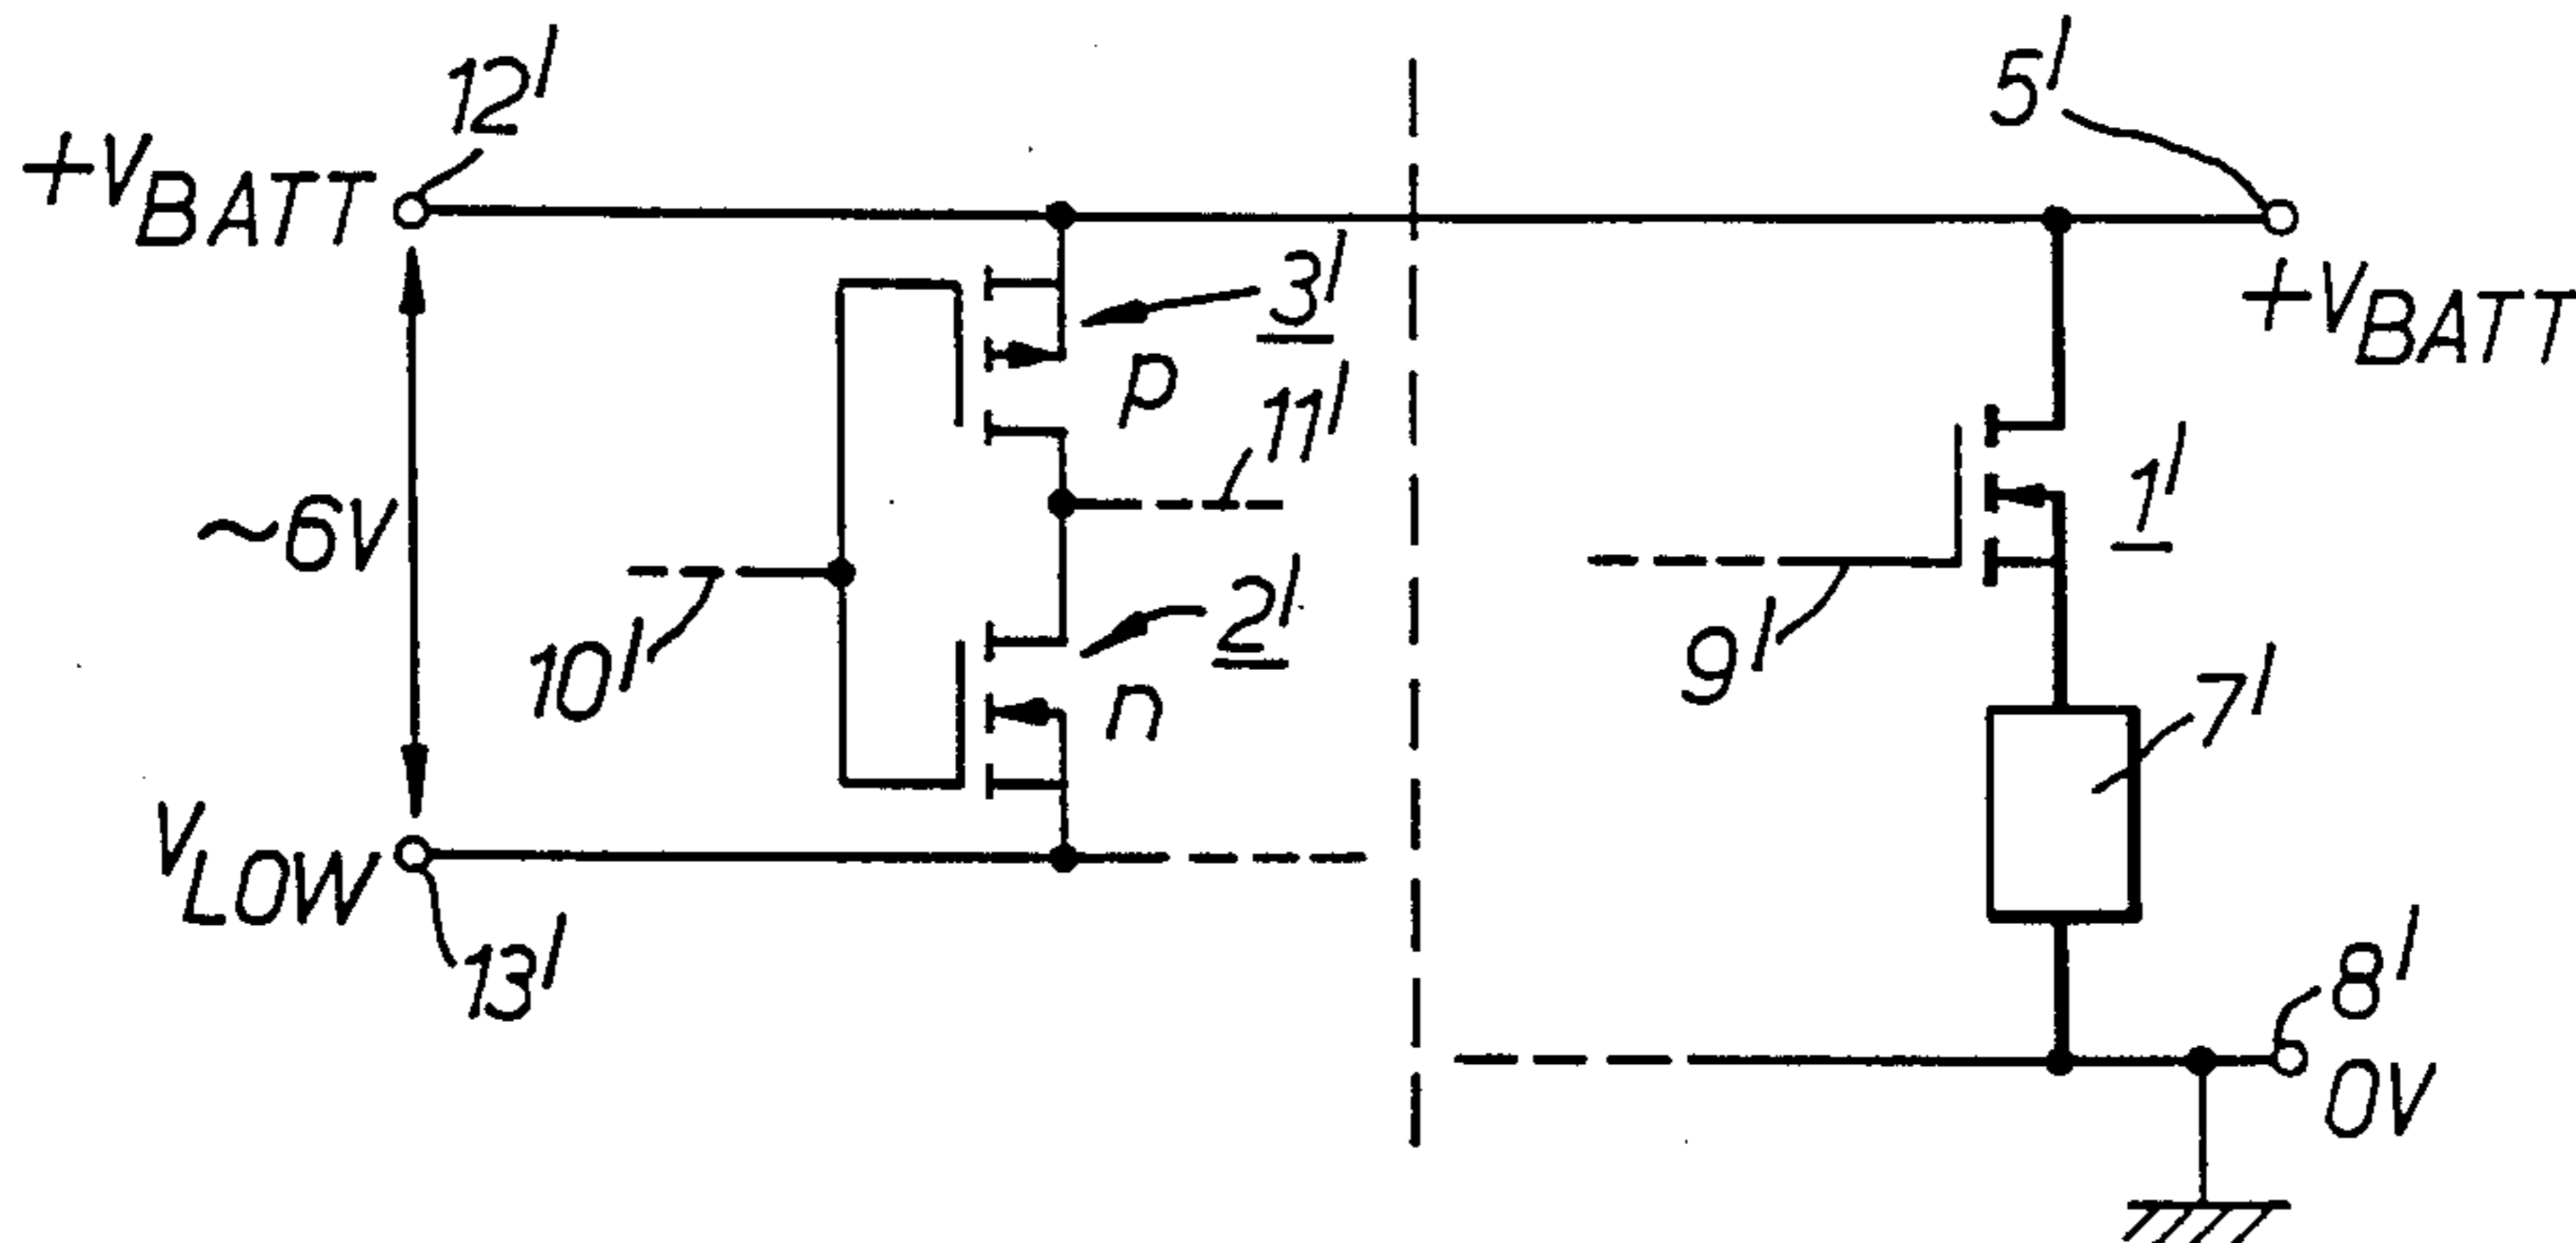 12'
5'
+VBATT
+VBATT
3'
p
11'
~6V
1'
10'
2'
9'
n
7'
VLOW
13'
8'
0V